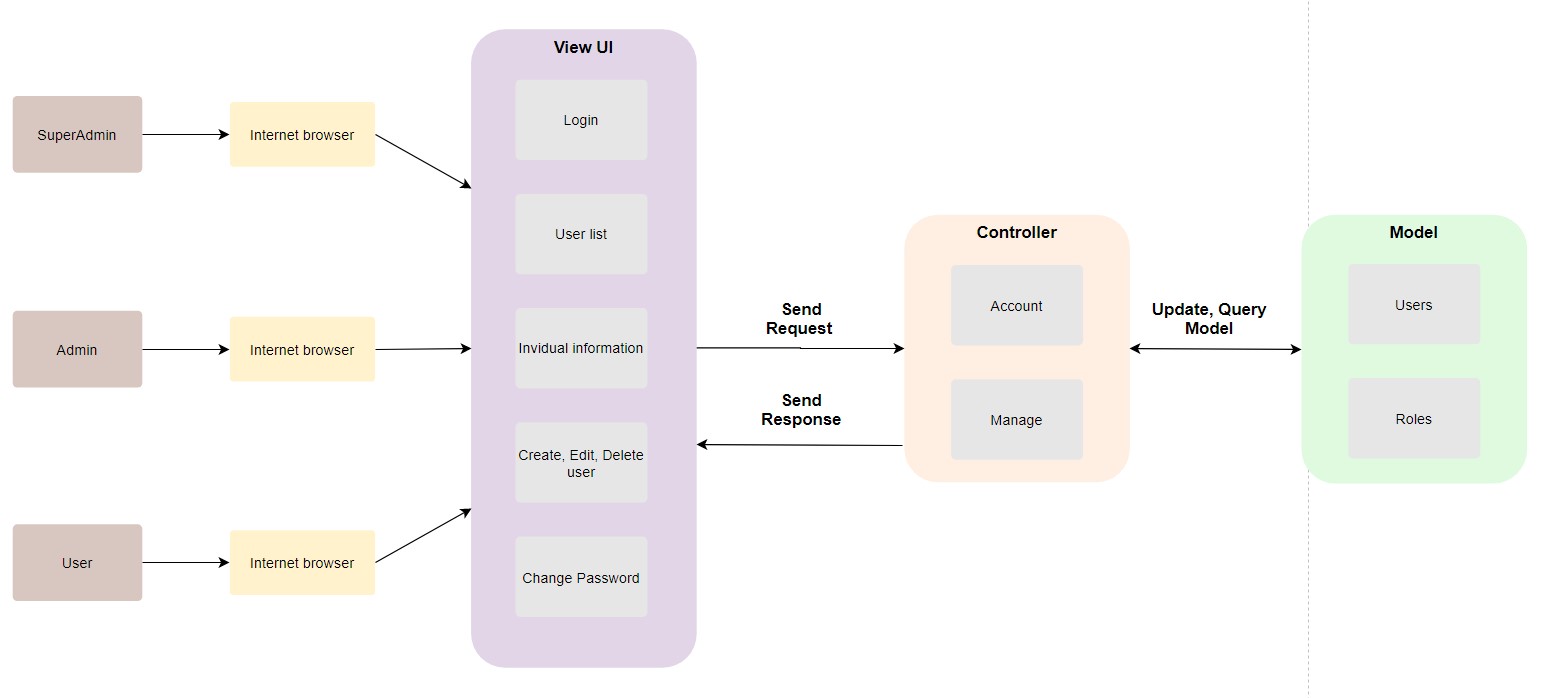 View UI
Login
User list
Invidual information
Create, Edit, Delete
user
Change Password
SuperAdmin
Internet browser
Admin
Internet browser
User
Internet browser
Send
Request
Send
Response
Controller
Account
Manage
Update, Query
Model
Model
Users
Roles